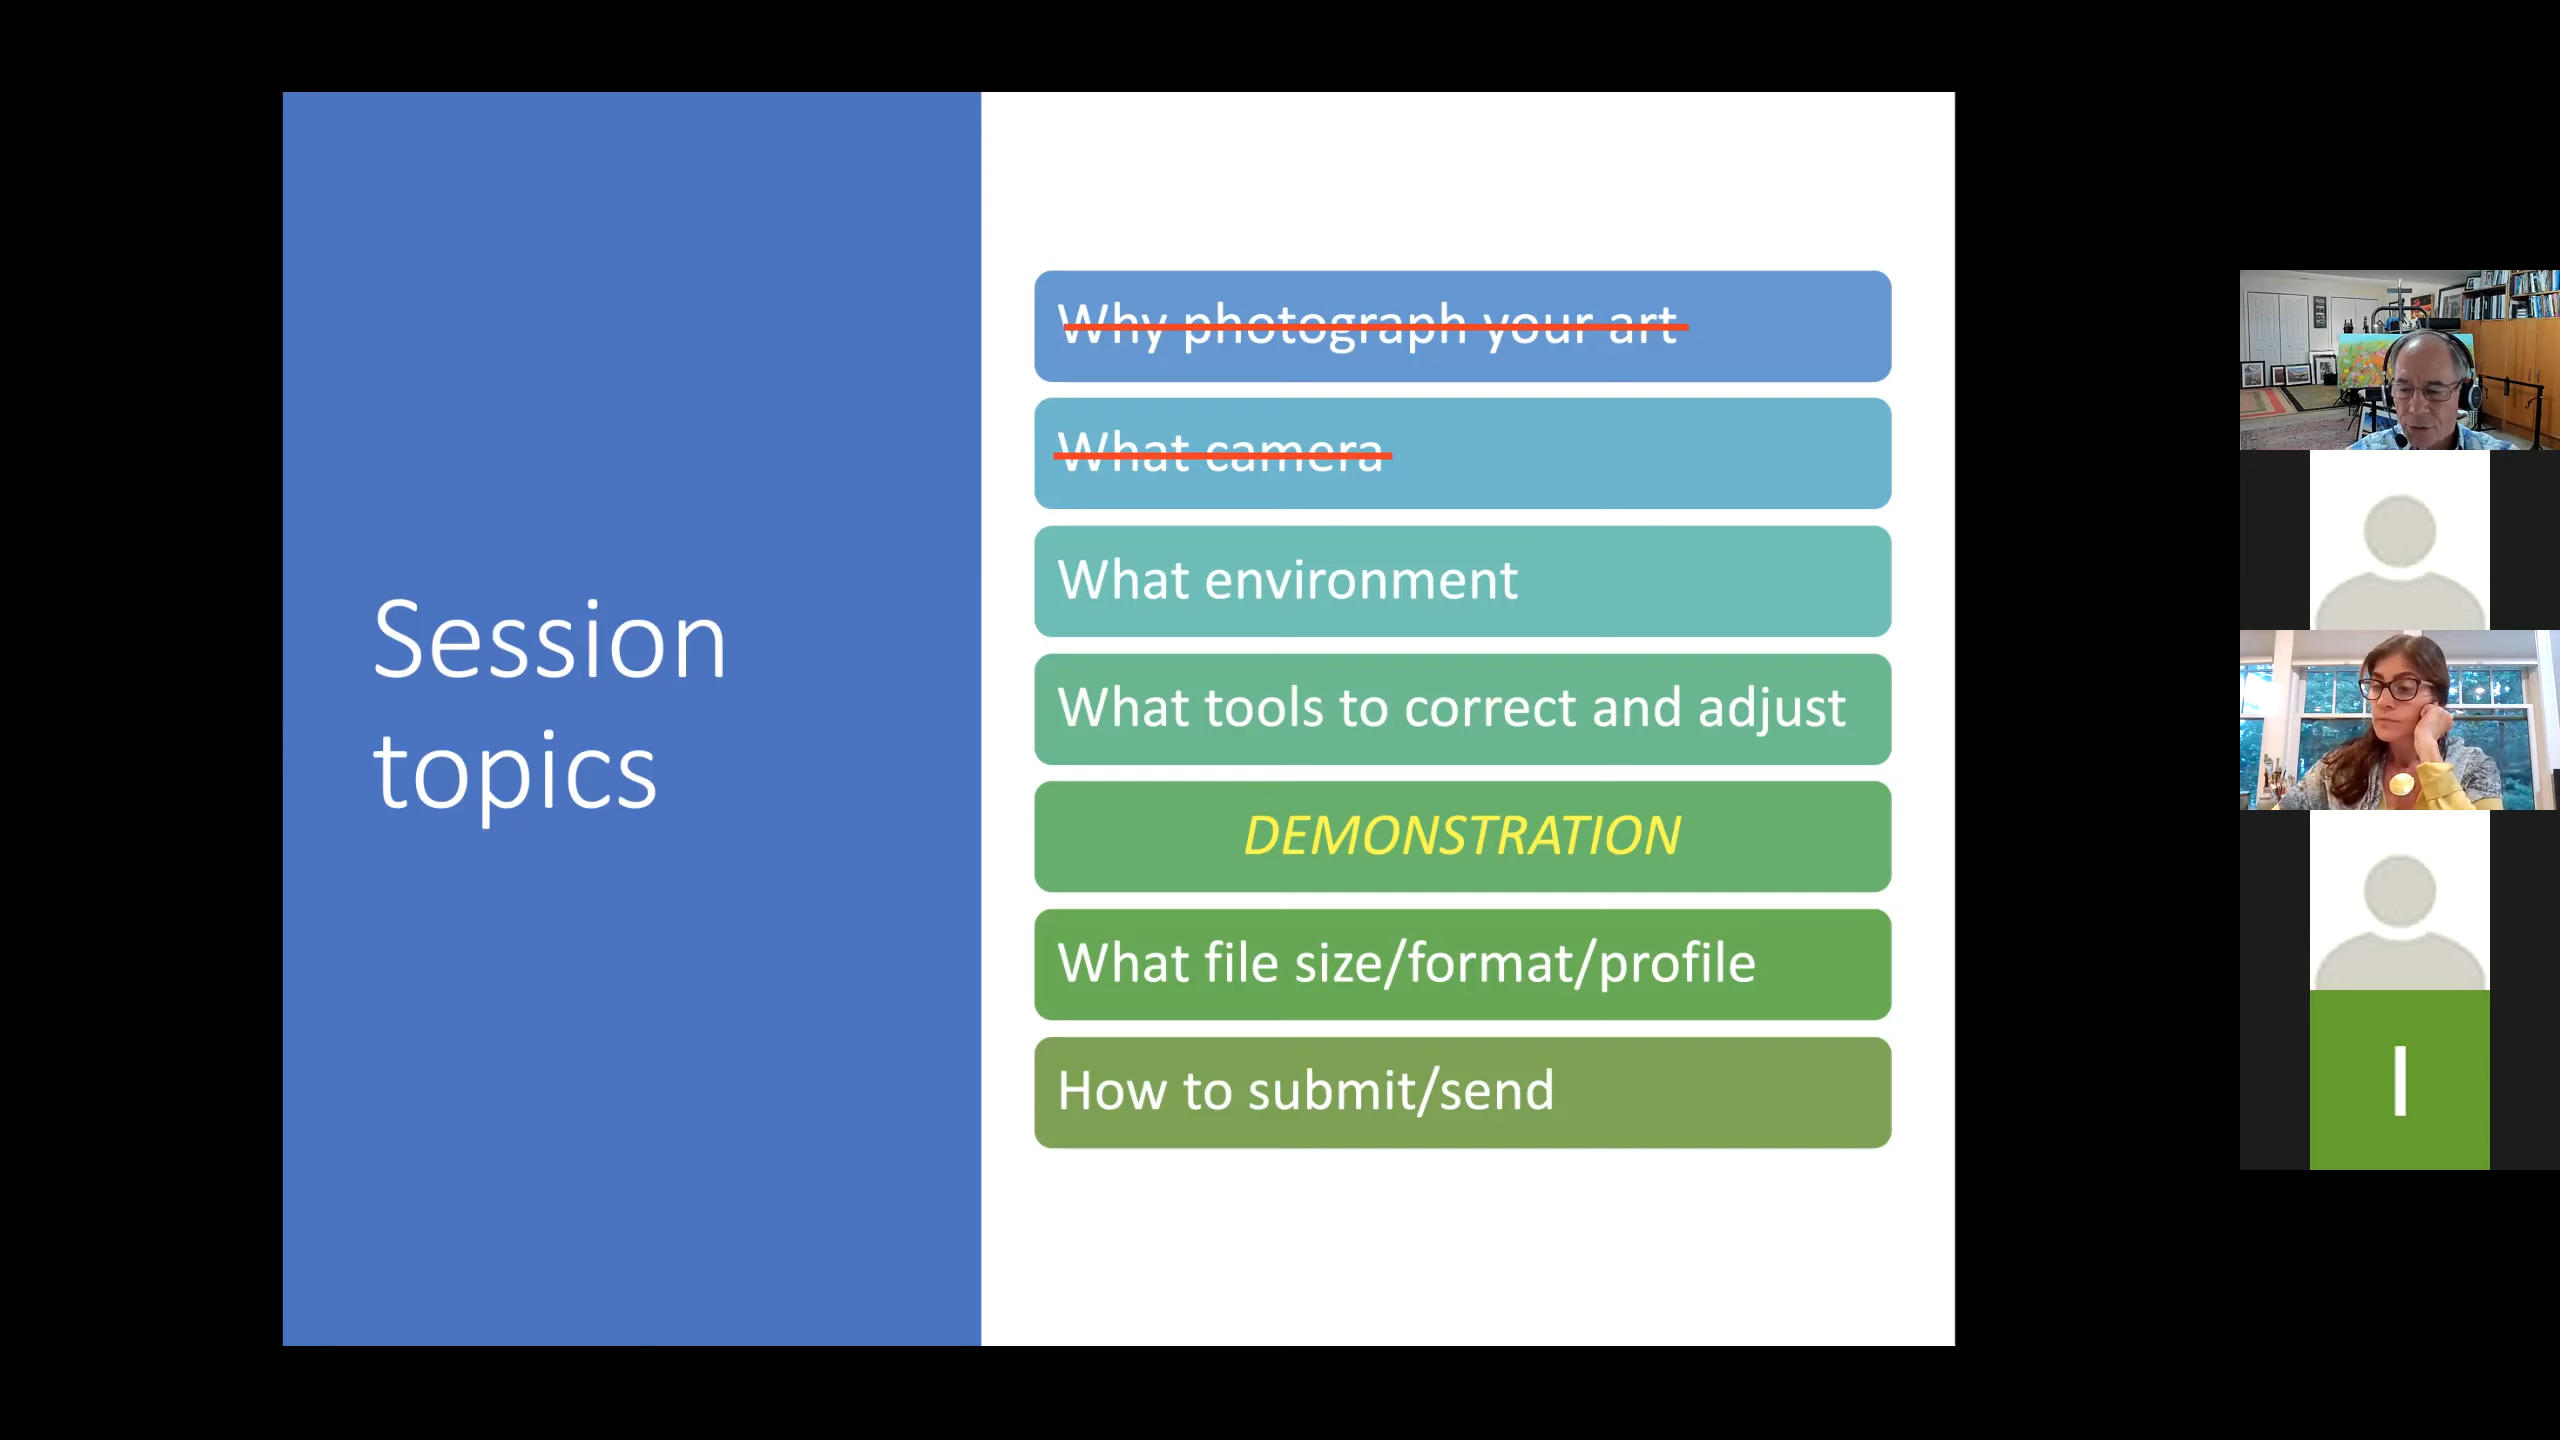 Session
topics
Why photograph your art
What camera
What environment
What tools to correct and adjust
DEMONSTRATION
What file size/format/profile
How to submit/send
I